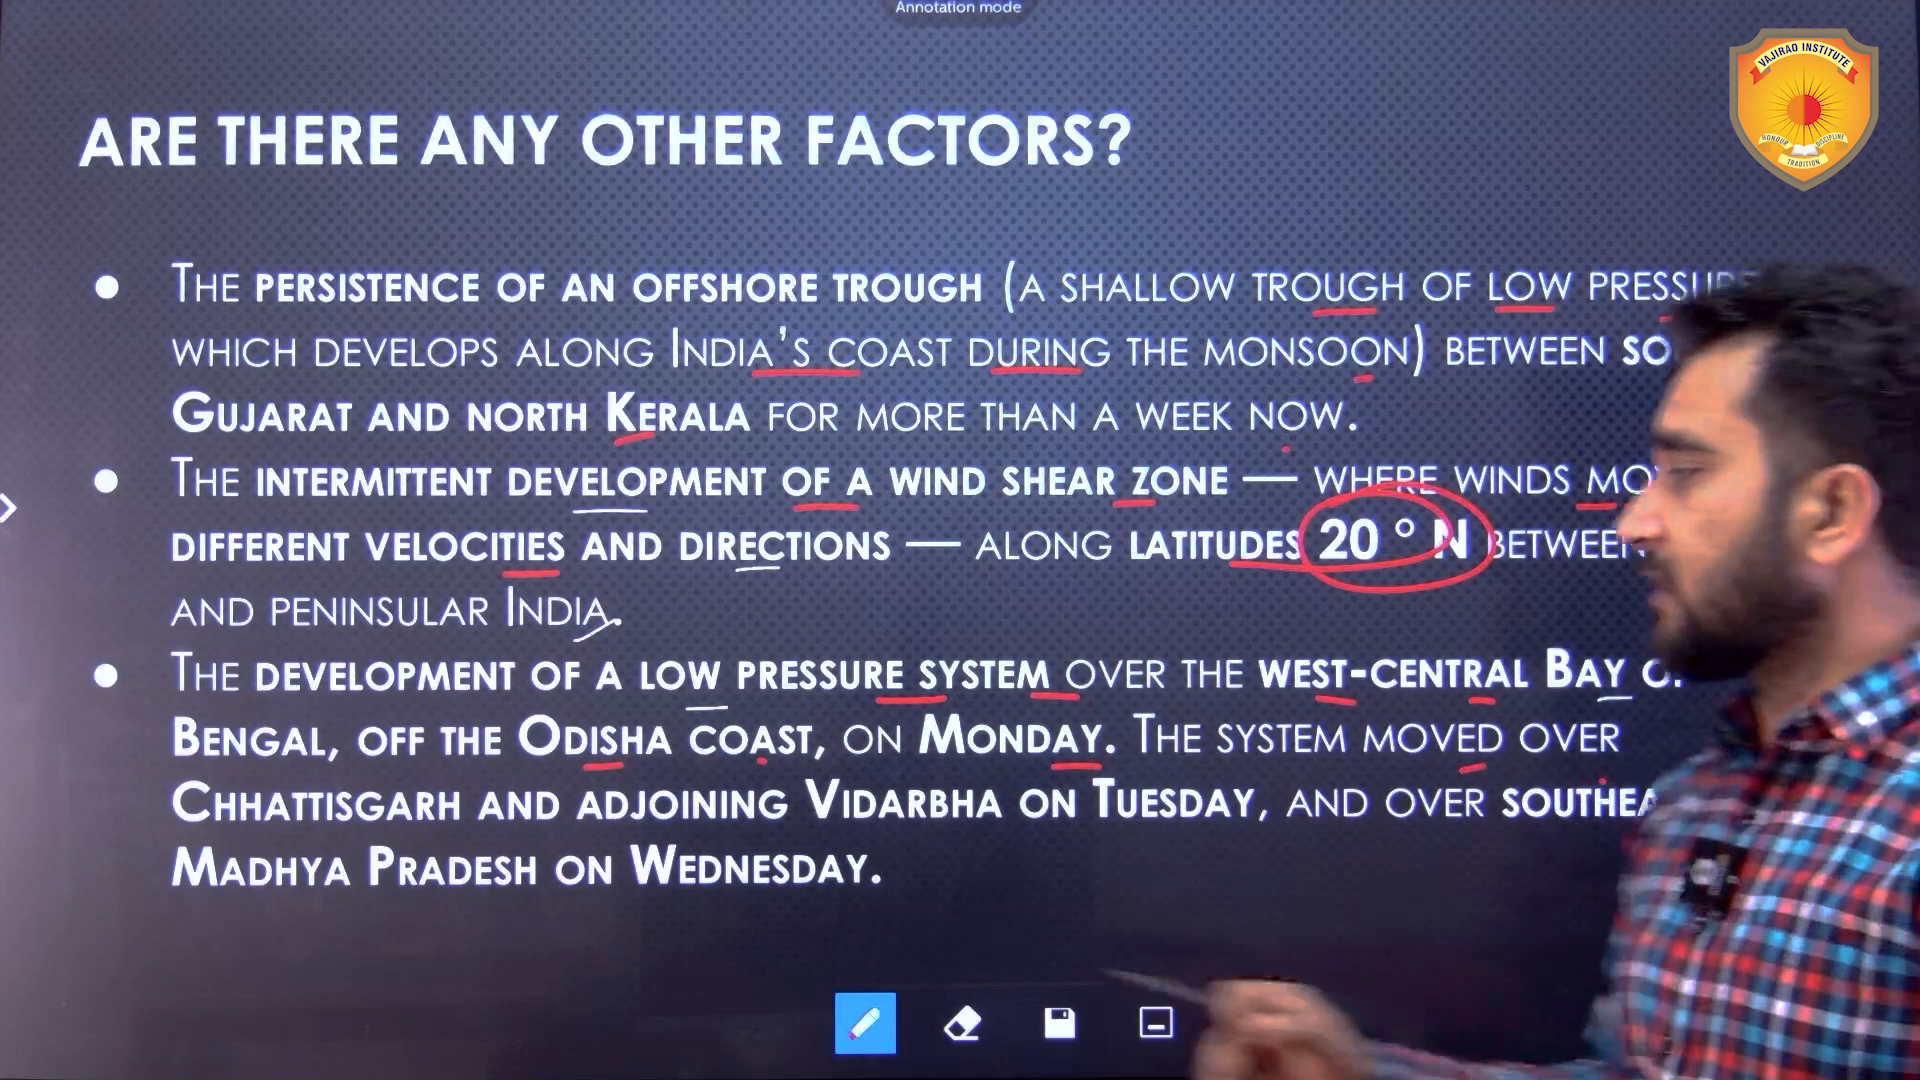 Annotation mode
VAJIRAO INSTITUTE
HONOUR DISCIPLINE
TRADITION
ARE THERE ANY OTHER FACTORS?
● THE PERSISTENCE OF AN OFFSHORE TROUGH (A SHALLOW TROUGH OF LOW PRESSURE
WHICH DEVELOPS ALONG INDIA'S COAST DURING THE MONSOON) BETWEEN
GUJARAT AND NORTH KERALA FOR MORE THAN A WEEK NOW.
● THE INTERMITTENT DEVELOPMENT OF A WIND SHEAR ZONE — WHERE WINDS
DIFFERENT VELOCITIES AND DIRECTIONS — ALONG LATITUDES 20 ° N BETWEEN
AND PENINSULAR INDIA.
● THE DEVELOPMENT OF A LOW PRESSURE SYSTEM OVER THE WEST-CENTRAL BAY
BENGAL, OFF THE ODISHA COAST, ON MONDAY. THE SYSTEM MOVED OVER
CHHATTISGARH AND ADJOINING VIDARBHA ON TUESDAY, AND OVER
MADHYA PRADESH ON WEDNESDAY.